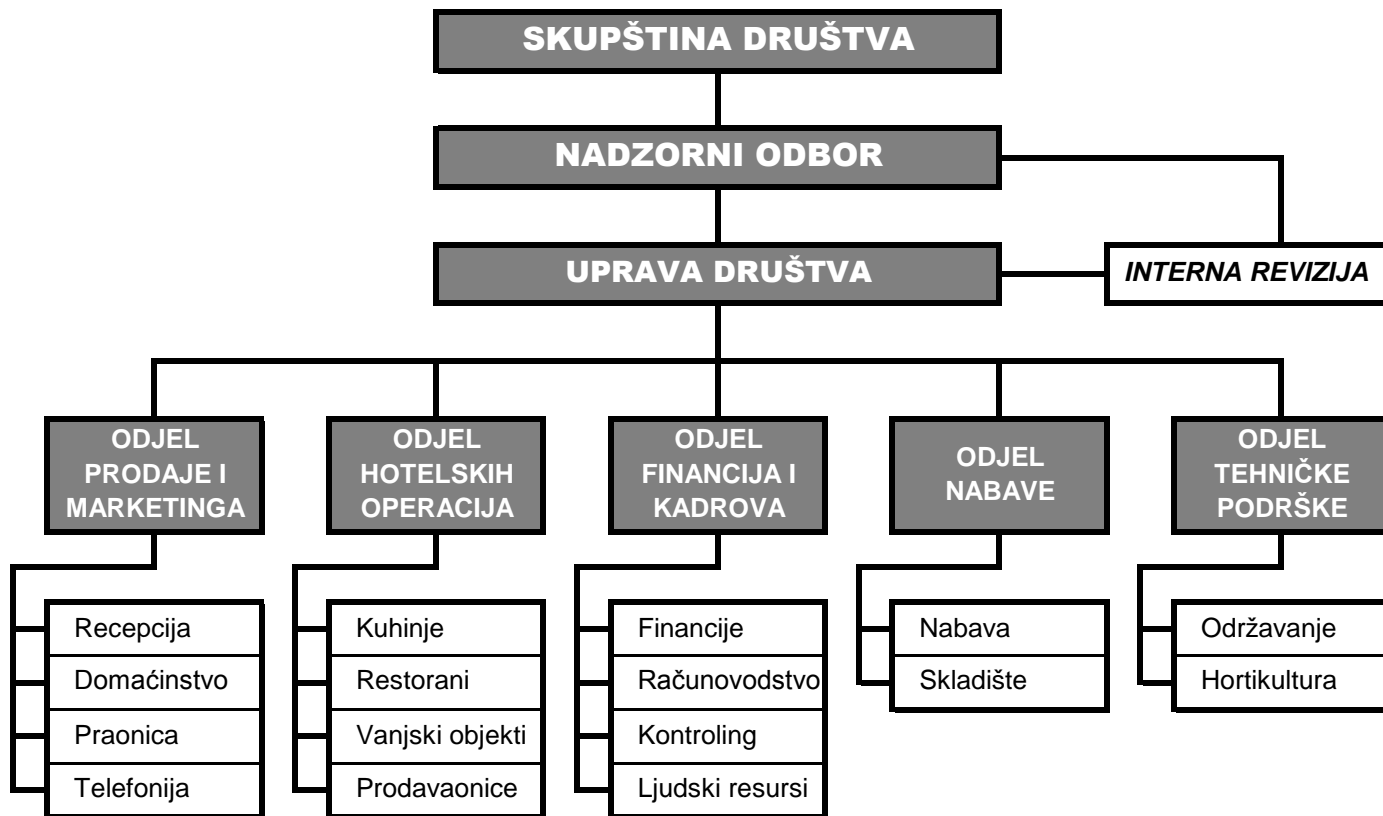 SKUPŠTINA DRUŠTVA
NADZORNI ODBOR
UPRAVA DRUŠTVA
INTERNA REVIZIJA
ODJEL
PRODAJE I
MARKETINGA
ODJEL
HOTELSKIH
OPERACIJA
ODJEL
FINANCIJA I
KADROVA
ODJEL
NABAVE
ODJEL
TEHNIČKE
PODRŠKE
Recepcija
Domaćinstvo
Praonica
Telefonija
Kuhinje
Restorani
Vanjski objekti
Prodavaonice
Financije
Računovodstvo
Kontroling
Ljudski resursi
Nabava
Skladište
Održavanje
Hortikultura